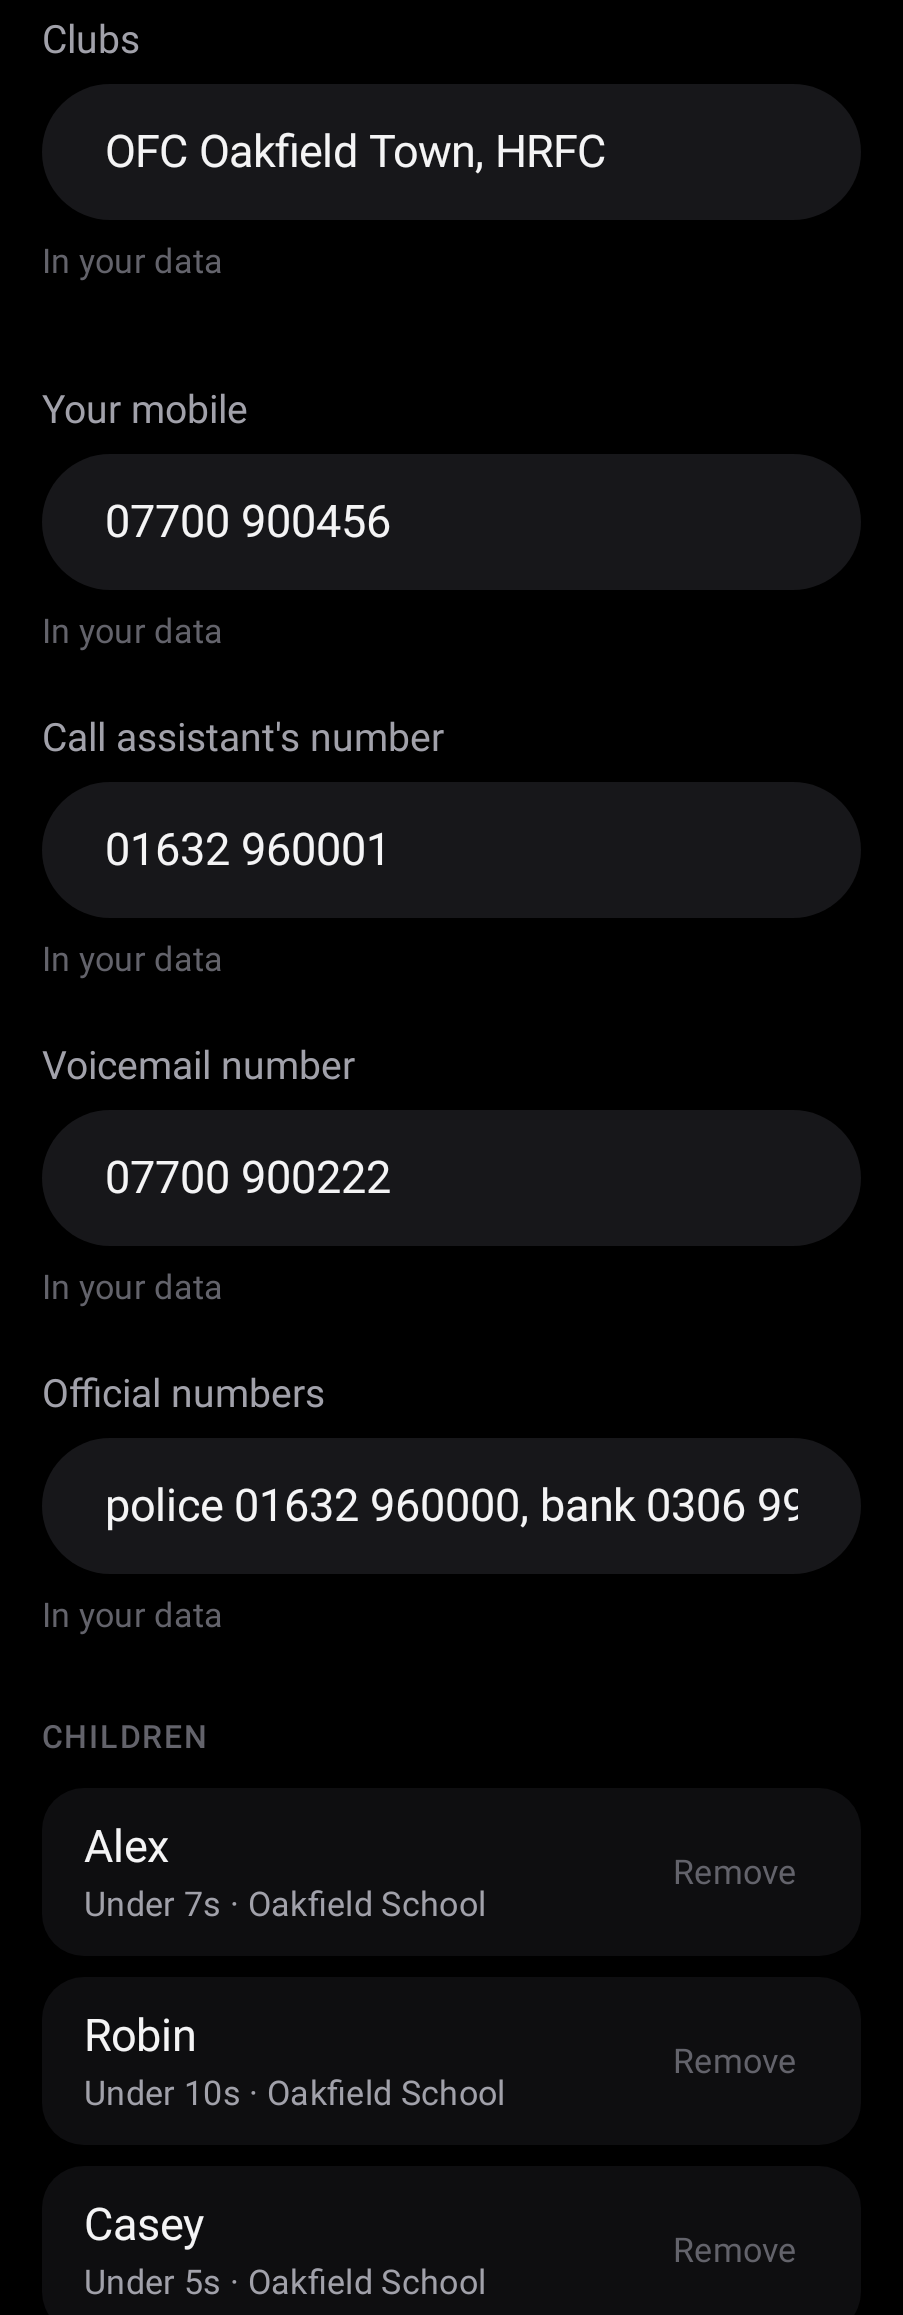 Clubs
OFC Oakfield Town, HRFC
In your data
Your mobile
07700 900456
In your data
Call assistant's number
01632 960001
In your data
Voicemail number
07700 900222
In your data
Official numbers
police 01632 960000, bank 0306 99
In your data
CHILDREN
Alex
Remove
Under 7s · Oakfield School
Robin
Remove
Under 10s · Oakfield School
Casey
Remove
Under 5s · Oakfield School